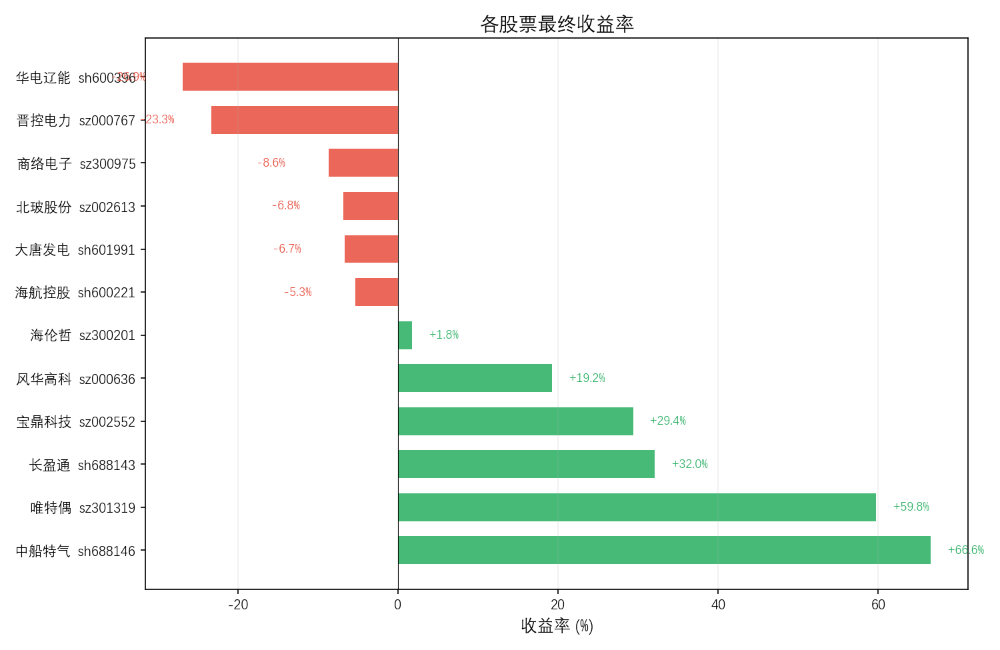 各股票最终收益率
华电辽能 sh600396 -26.9%
晋控电力 sz000767 -23.3%
商络电子 sz300975 -8.6%
北玻股份 sz002613 -6.8%
大唐发电 sh601991 -6.7%
海航控股 sh600221 -5.3%
海伦哲 sz300201 +1.8%
风华高科 sz000636 +19.2%
宝鼎科技 sz002552 +29.4%
长盈通 sh688143 +32.0%
唯特偶 sz301319 +59.8%
中船特气 sh688146 +66.6%
-20 0 20 40 60
收益率 (%)